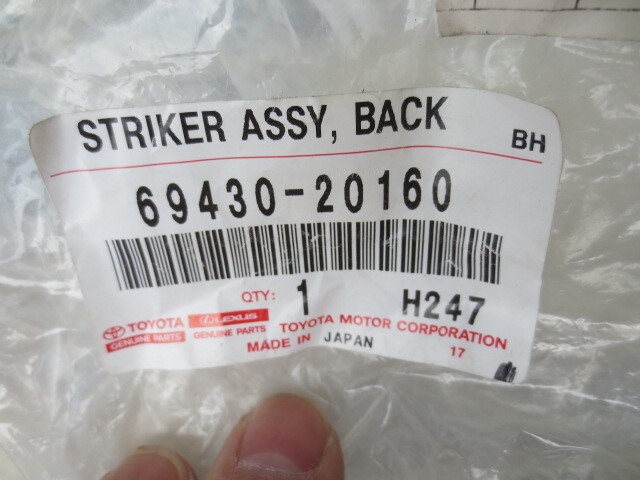 STRIKER ASSY, BACK BH
69430-20160
QTY: 1 H247
TOYOTA LEXUS TOYOTA MOTOR CORPORATION
GENUINE PARTS GENUINE PARTS MADE IN JAPAN 17